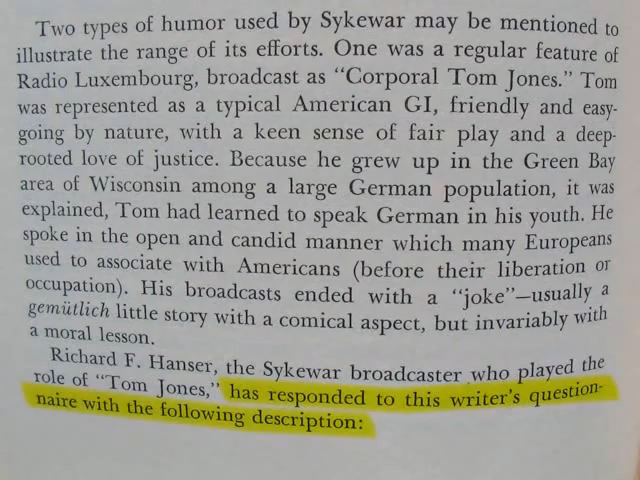 Two types of humor used by Sykewar may be mentioned to
illustrate the range of its efforts. One was a regular feature of
Radio Luxembourg, broadcast as “Corporal Tom Jones.” Tom
was represented as a typical American GI, friendly and easy-
going by nature, with a keen sense of fair play and a deep-
rooted love of justice. Because he grew up in the Green Bay
area of Wisconsin among a large German population, it was
explained, Tom had learned to speak German in his youth. He
spoke in the open and candid manner which many Europeans
used to associate with Americans (before their liberation or
occupation). His broadcasts ended with a “joke”—usually a
gemütlich little story with a comical aspect, but invariably with
a moral lesson.
Richard F. Hanser, the Sykewar broadcaster who played the
role of “Tom Jones,” has responded to this writer’s question-
naire with the following description: